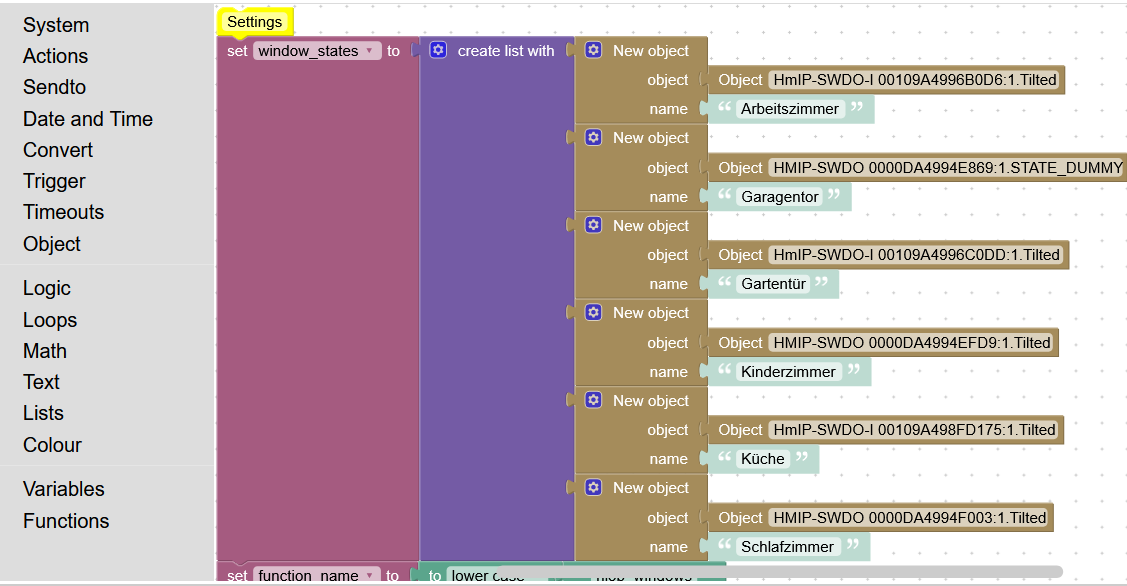 System
Actions
Sendto
Date and Time
Convert
Trigger
Timeouts
Object
Logic
Loops
Math
Text
Lists
Colour
Variables
Functions
Settings
set window_states ▾ to create list with New object
object Object HmIP-SWDO-I 00109A4996B0D6:1.Tilted
name “ Arbeitszimmer ”
New object
object Object HMIP-SWDO 0000DA4994E869:1.STATE_DUMMY
name “ Garagentor ”
New object
object Object HmIP-SWDO-I 00109A4996C0DD:1.Tilted
name “ Gartentür ”
New object
object Object HMIP-SWDO 0000DA4994EFD9:1.Tilted
name “ Kinderzimmer ”
New object
object Object HmIP-SWDO-I 00109A498FD175:1.Tilted
name “ Küche ”
New object
object Object HMIP-SWDO 0000DA4994F003:1.Tilted
name “ Schlafzimmer ”
set function_name ▾ to to lower case